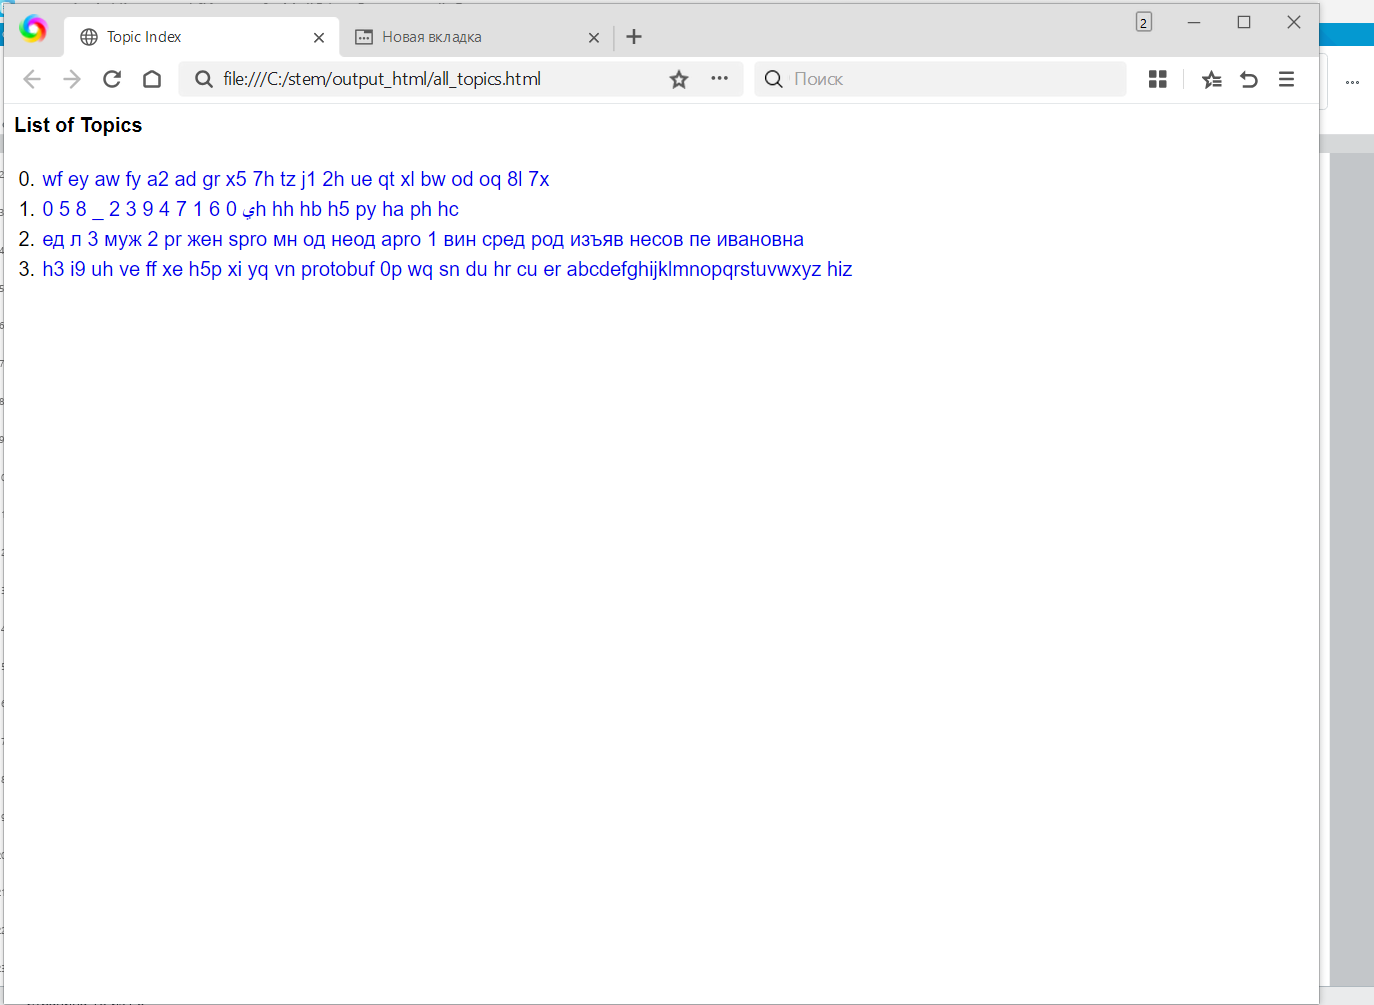 2
Topic Index
Новая вкладка
file:///C:/stem/output_html/all_topics.html
Поиск
List of Topics
0. wf ey aw fy a2 ad gr x5 7h tz j1 2h ue qt xl bw od oq 8l 7x
1. 0 5 8 _ 2 3 9 4 7 1 6 0 يh hh hb h5 py ha ph hc
2. ед л 3 муж 2 pr жен spro мн од неод apro 1 вин сред род изъяв несов пе ивановна
3. h3 i9 uh ve ff xe h5p xi yq vn protobuf 0p wq sn du hr cu er abcdefghijklmnopqrstuvwxyz hiz